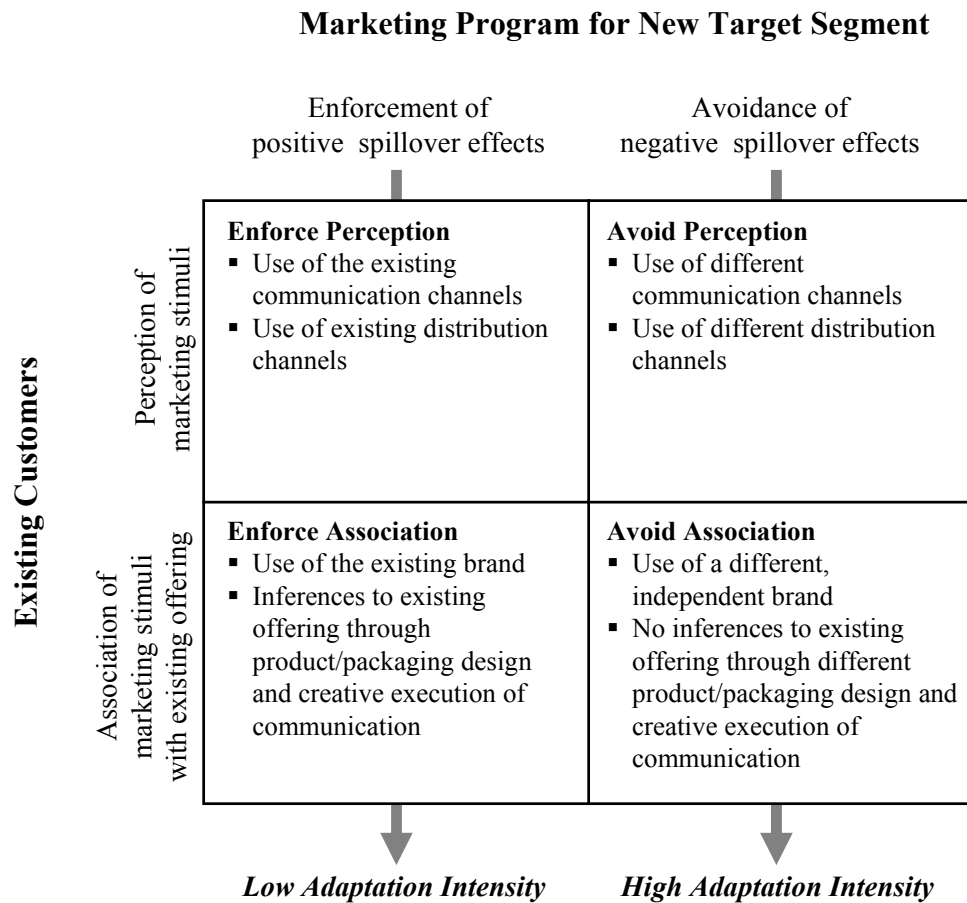 Marketing Program for New Target Segment
Enforcement of
positive spillover effects
Avoidance of
negative spillover effects
Existing Customers
Perception of
marketing stimuli
Enforce Perception
▪ Use of the existing
communication channels
▪ Use of existing distribution
channels
Avoid Perception
▪ Use of different
communication channels
▪ Use of different distribution
channels
Association of
marketing stimuli
with existing offering
Enforce Association
▪ Use of the existing brand
▪ Inferences to existing
offering through
product/packaging design
and creative execution of
communication
Avoid Association
▪ Use of a different,
independent brand
▪ No inferences to existing
offering through different
product/packaging design and
creative execution of
communication
Low Adaptation Intensity
High Adaptation Intensity